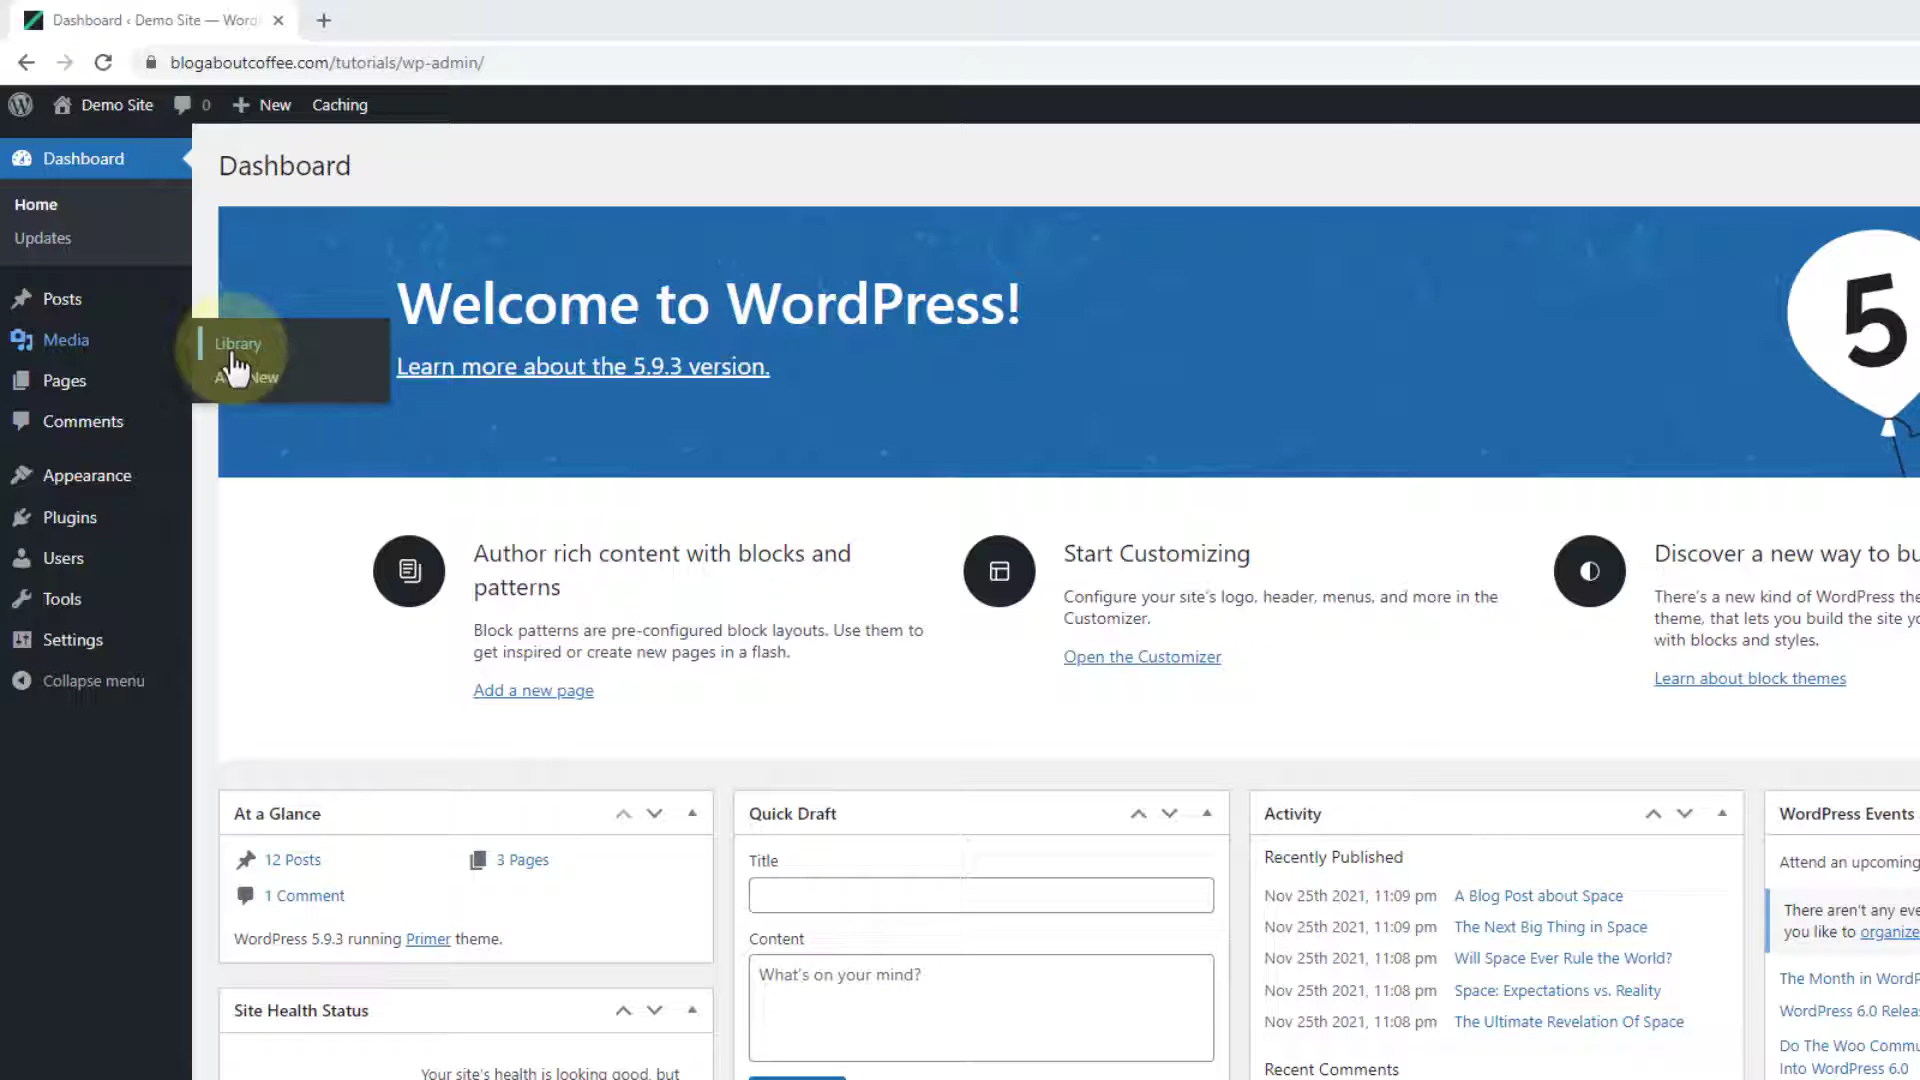 Dashboard ‹ Demo Site — Word
blogaboutcoffee.com/tutorials/wp-admin/
Demo Site 0 New Caching
Dashboard
Home
Updates
Posts
Media
Pages
Comments
Appearance
Plugins
Users
Tools
Settings
Collapse menu
Library
New
Dashboard
Welcome to WordPress!
Learn more about the 5.9.3 version.
5
Author rich content with blocks and
patterns
Block patterns are pre-configured block layouts. Use them to
get inspired or create new pages in a flash.
Add a new page
Start Customizing
Configure your site's logo, header, menus, and more in the
Customizer.
Open the Customizer
Discover a new way to bu
There's a new kind of WordPress the
theme, that lets you build the site yo
with blocks and styles.
Learn about block themes
At a Glance
12 Posts
3 Pages
1 Comment
WordPress 5.9.3 running Primer theme.
Site Health Status
Your site's health is looking good, but
Quick Draft
Title
Content
What's on your mind?
Activity
Recently Published
Nov 25th 2021, 11:09 pm A Blog Post about Space
Nov 25th 2021, 11:09 pm The Next Big Thing in Space
Nov 25th 2021, 11:08 pm Will Space Ever Rule the World?
Nov 25th 2021, 11:08 pm Space: Expectations vs. Reality
Nov 25th 2021, 11:08 pm The Ultimate Revelation Of Space
Recent Comments
WordPress Events
Attend an upcoming
There aren't any eve
you like to organize
The Month in WordP
WordPress 6.0 Releas
Do The Woo Commu
Into WordPress 6.0